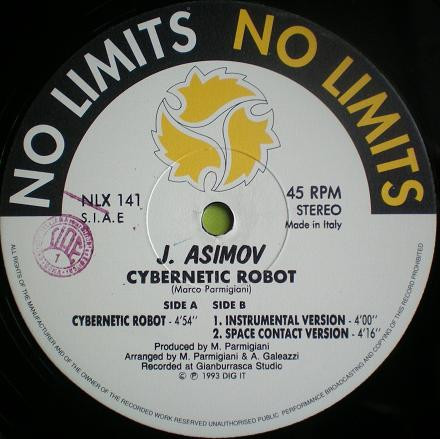 NO LIMITS NO LIMITS
NLX 141
S.I.A.E
45 RPM
STEREO
Made in Italy
J. ASIMOV
CYBERNETIC ROBOT
(Marco Parmigiani)
SIDE A SIDE B
CYBERNETIC ROBOT - 4'54" 1. INSTRUMENTAL VERSION - 4'00"
2. SPACE CONTACT VERSION - 4'16"
Produced by M. Parmigiani
Arranged by M. Parmigiani & A. Galeazzi
Recorded at Gianburrasca Studio
© ℗ 1993 DIG IT
ALL RIGHTS OF THE MANUFACTURER AND OF THE OWNER OF THE RECORDED WORK RESERVED UNAUTHORISED PUBLIC PERFORMANCE BROADCASTING AND COPYING OF THIS RECORD PROHIBITED